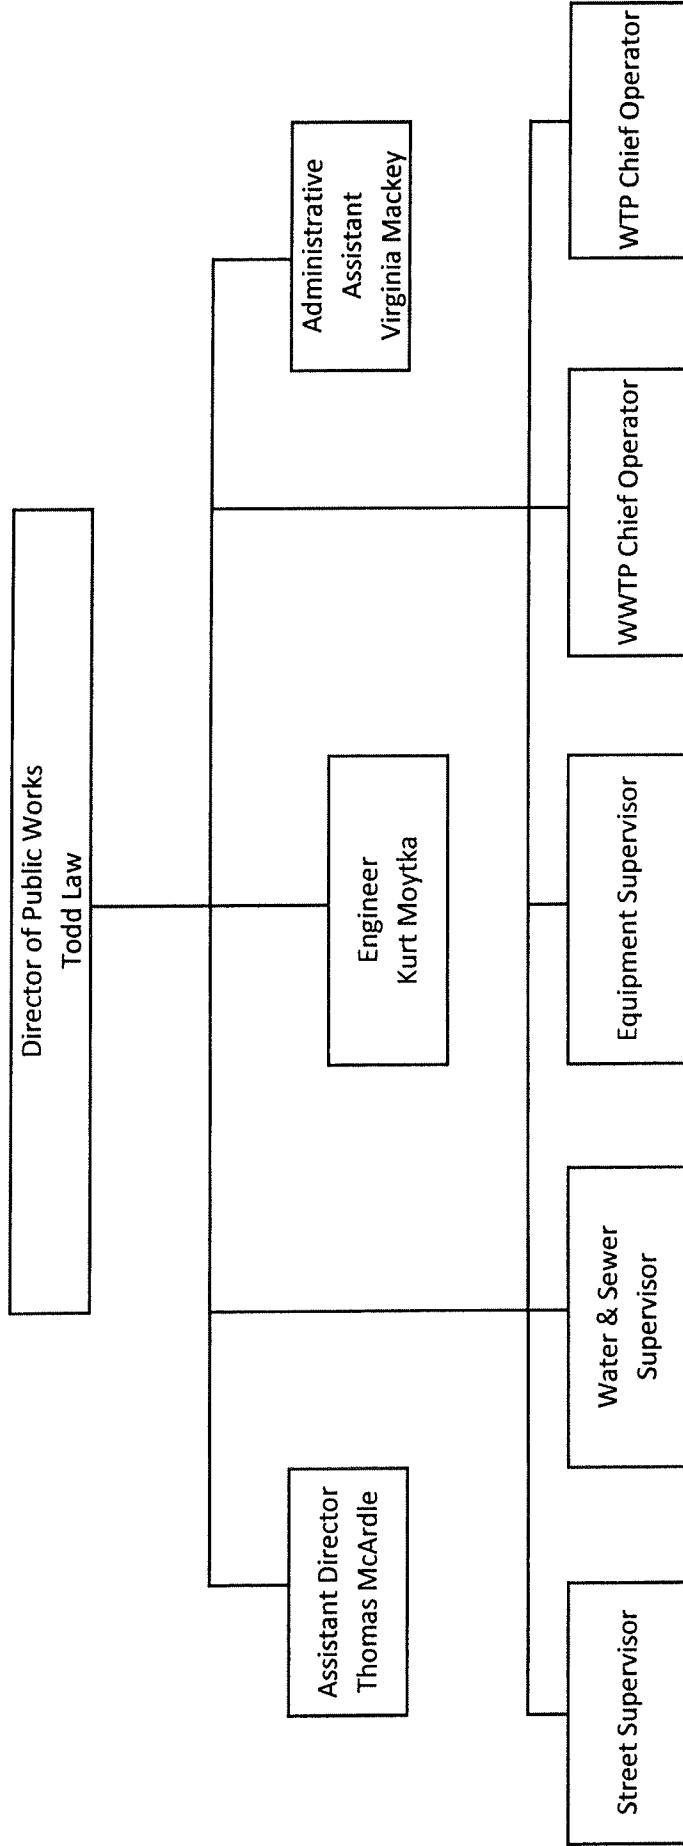 Director of Public Works
Todd Law
Assistant Director
Thomas McArdle
Engineer
Kurt Moytka
Administrative
Assistant
Virginia Mackey
Street Supervisor
Water & Sewer
Supervisor
Equipment Supervisor
WWTP Chief Operator
WTP Chief Operator